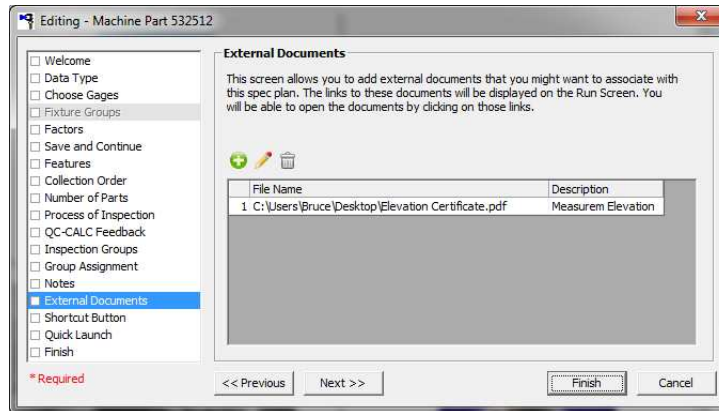 Editing - Machine Part 532512
Welcome
Data Type
Choose Gages
Fixture Groups
Factors
Save and Continue
Features
Collection Order
Number of Parts
Process of Inspection
QC-CALC Feedback
Inspection Groups
Group Assignment
Notes
External Documents
Shortcut Button
Quick Launch
Finish
* Required
External Documents
This screen allows you to add external documents that you might want to associate with
this spec plan. The links to these documents will be displayed on the Run Screen. You
will be able to open the documents by clicking on those links.
File Name Description
1 C:\Users\Bruce\Desktop\Elevation Certificate.pdf Measurem Elevation
<< Previous Next >> Finish Cancel